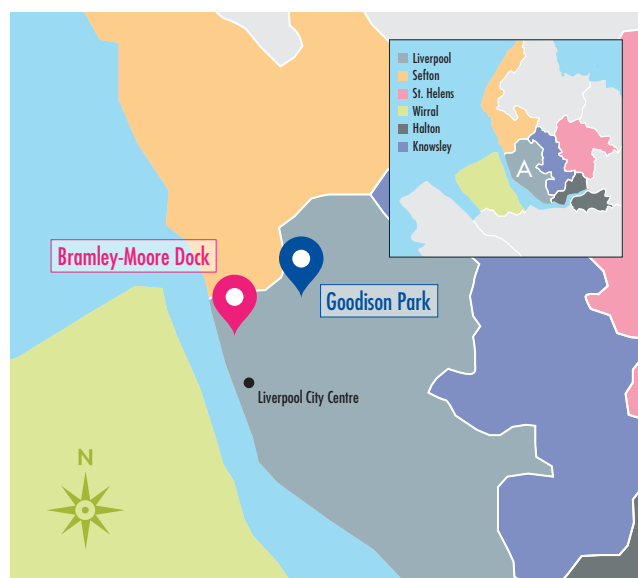 Liverpool
Sefton
St. Helens
Wirral
Halton
Knowsley
A
Bramley-Moore Dock
Goodison Park
Liverpool City Centre
N